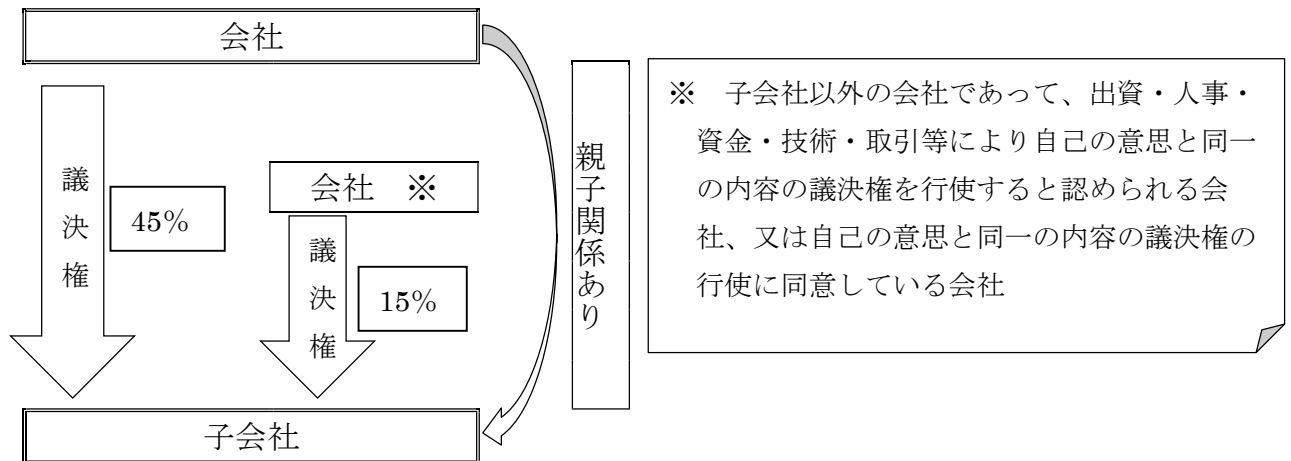 会社
議決権
45%
会社　※
議決権
15%
親子関係あり
※　子会社以外の会社であって、出資・人事・
資金・技術・取引等により自己の意思と同一
の内容の議決権を行使すると認められる会
社、又は自己の意思と同一の内容の議決権の
行使に同意している会社
子会社